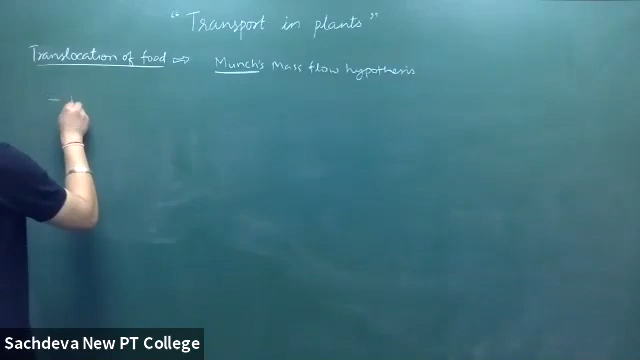 "Transport in plants"
Translocation of food ⇒ Munch's Mass flow hypothesis
Sachdeva New PT College